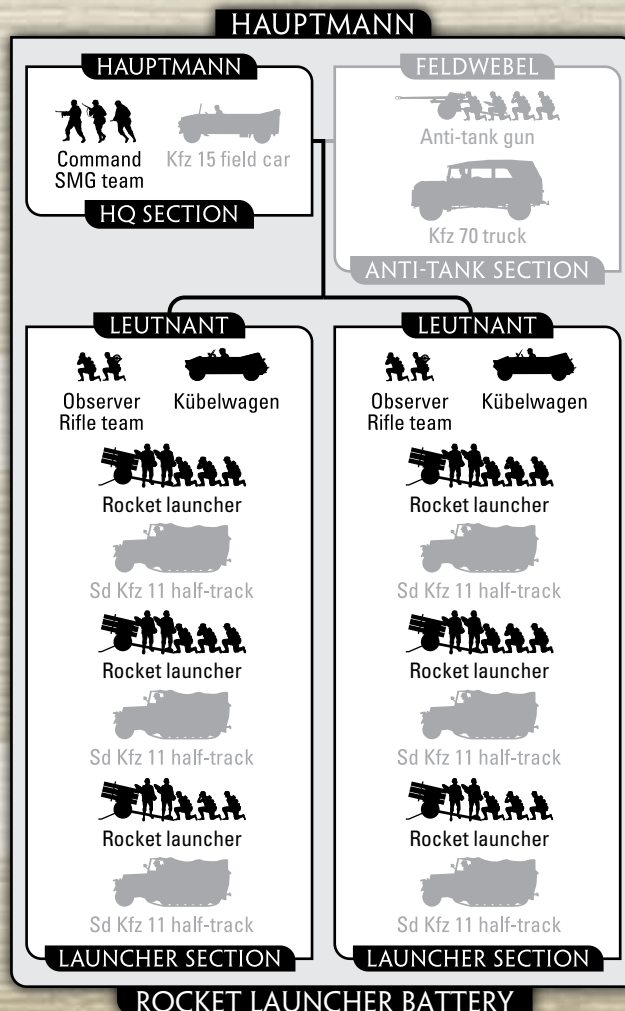 HAUPTMANN
HAUPTMANN
Command
SMG team
Kfz 15 field car
HQ SECTION
FELDWEBEL
Anti-tank gun
Kfz 70 truck
ANTI-TANK SECTION
LEUTNANT
Observer
Rifle team
Kübelwagen
Rocket launcher
Sd Kfz 11 half-track
Rocket launcher
Sd Kfz 11 half-track
Rocket launcher
Sd Kfz 11 half-track
LAUNCHER SECTION
LEUTNANT
Observer
Rifle team
Kübelwagen
Rocket launcher
Sd Kfz 11 half-track
Rocket launcher
Sd Kfz 11 half-track
Rocket launcher
Sd Kfz 11 half-track
LAUNCHER SECTION
ROCKET LAUNCHER BATTERY